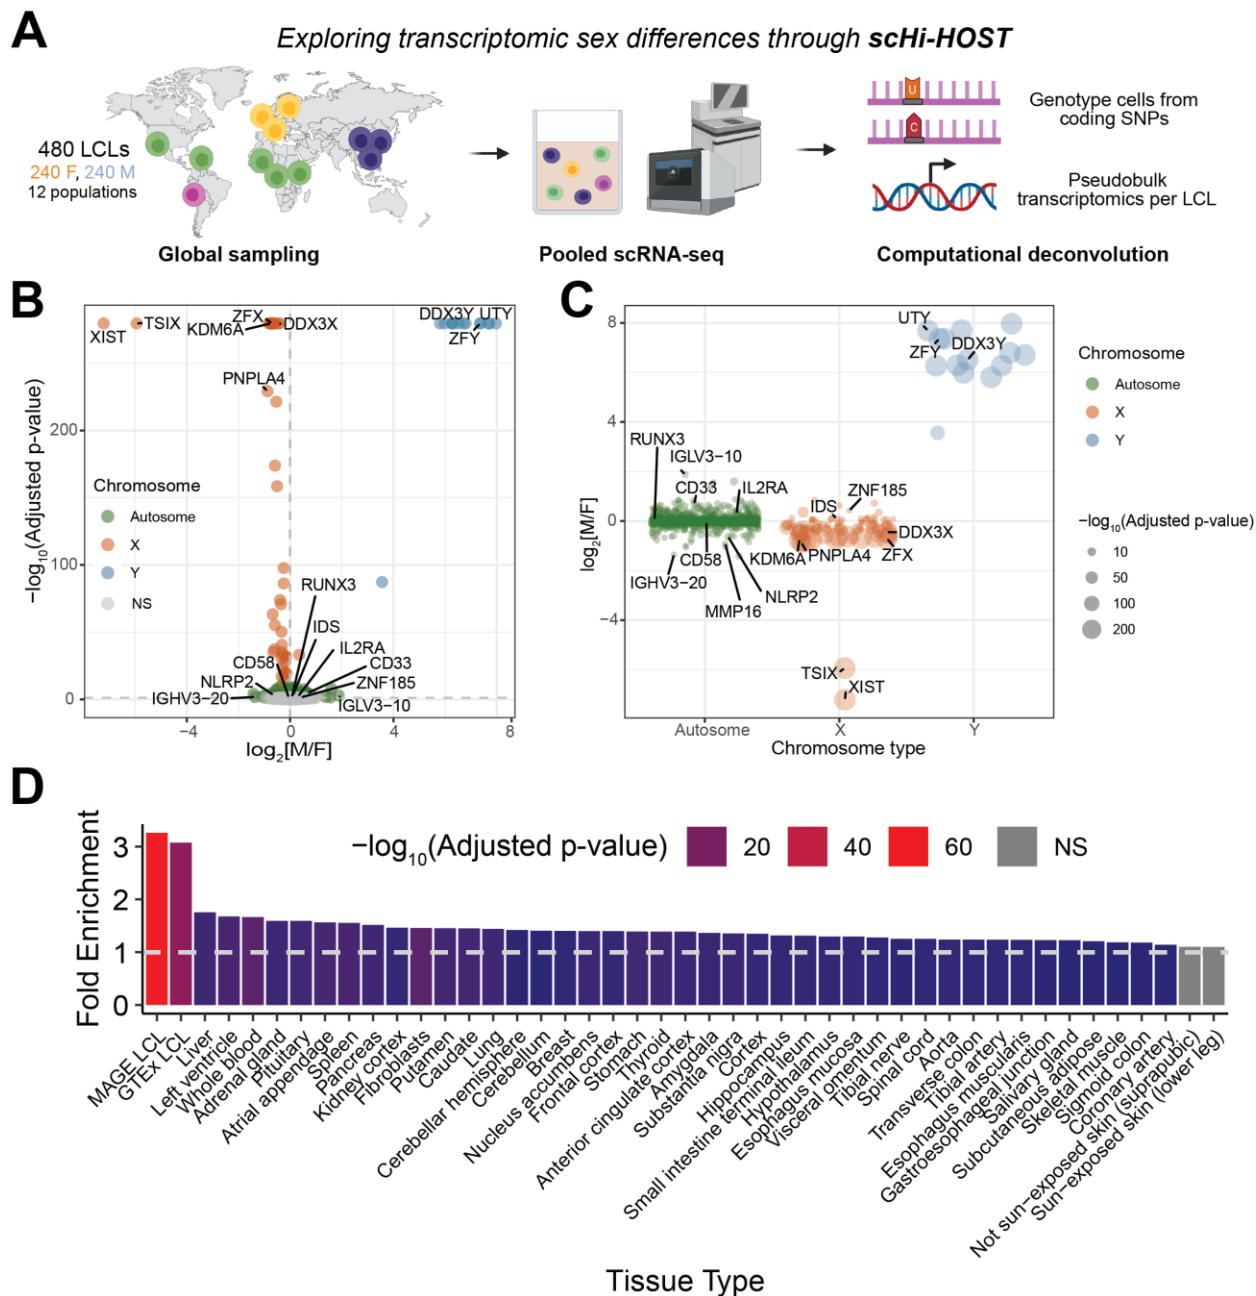 A
Exploring transcriptomic sex differences through scHi-HOST
480 LCLs
240 F, 240 M
12 populations
U
C
Genotype cells from
coding SNPs
Pseudobulk
transcriptomics per LCL
Global sampling
Pooled scRNA-seq
Computational deconvolution
B
XIST
TSIX
ZFX
KDM6A
DDX3X
DDX3Y
UTY
ZFY
PNPLA4
200
100
0
−log10(Adjusted p-value)
Chromosome
Autosome
X
Y
NS
RUNX3
IDS
IL2RA
CD58
CD33
NLRP2
ZNF185
IGHV3−20
IGLV3−10
−4
0
4
8
log2[M/F]
C
8
4
0
−4
log2[M/F]
UTY
ZFY
DDX3Y
RUNX3
IGLV3−10
CD33
IL2RA
IDS
ZNF185
DDX3X
CD58
KDM6A
PNPLA4
ZFX
IGHV3−20
NLRP2
MMP16
TSIX
XIST
Autosome
X
Y
Chromosome type
Chromosome
Autosome
X
Y
−log10(Adjusted p-value)
10
50
100
200
D
Fold Enrichment
3
2
1
0
−log10(Adjusted p-value)
20
40
60
NS
MAGE LCL
GTEx LCL
Liver
Left ventricle
Whole blood
Adrenal gland
Pituitary
Atrial appendage
Spleen
Pancreas
Kidney cortex
Fibroblasts
Putamen
Caudate
Lung
Cerebellar hemisphere
Cerebellum
Breast
Nucleus accumbens
Frontal cortex
Stomach
Thyroid
Anterior cingulate cortex
Amygdala
Substantia nigra
Cortex
Hippocampus
Small intestine terminal ileum
Hypothalamus
Esophagus mucosa
Visceral omentum
Tibial nerve
Spinal cord
Aorta
Transverse colon
Tibial artery
Esophagus muscularis
Gastroesophageal junction
Salivary gland
Subcutaneous adipose
Skeletal muscle
Sigmoid colon
Coronary artery
Not sun−exposed skin (suprapubic)
Sun−exposed skin (lower leg)
Tissue Type